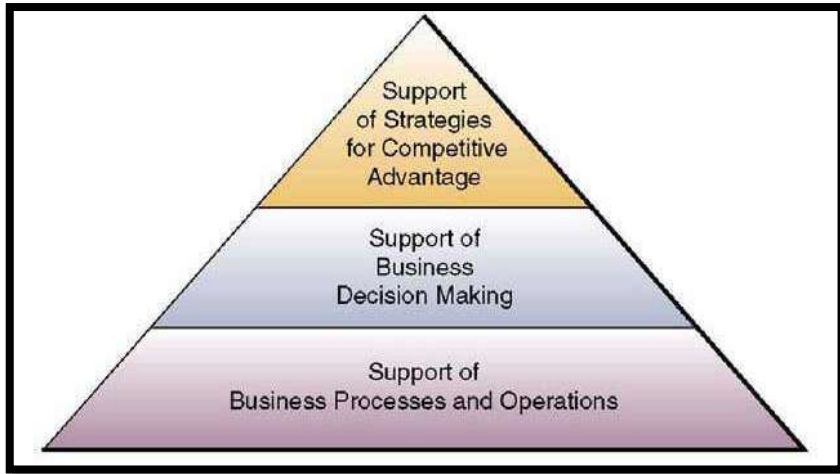 Support
of Strategies
for Competitive
Advantage
Support of
Business
Decision Making
Support of
Business Processes and Operations